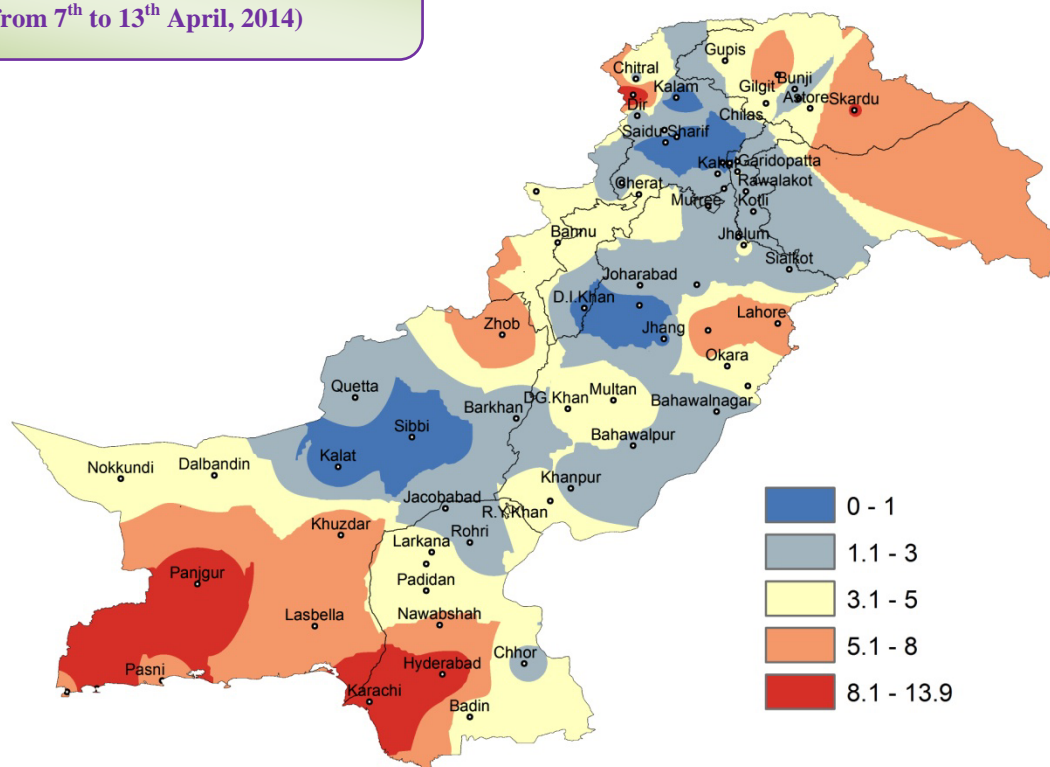 from 7th to 13th April, 2014)
Gupis
Chitral
Kalam
Gilgit
Bunji
Astore
Skardu
Dir
Chilas
Saidu Sharif
Garidopatta
Rawalakot
Cherat
Murree
Kotli
Bannu
Jhelum
Sialkot
Joharabad
D.I.Khan
Lahore
Zhob
Jhang
Okara
Quetta
Multan
DG.Khan
Barkhan
Bahawalnagar
Sibbi
Bahawalpur
Kalat
Nokkundi
Dalbandin
Khanpur
Jacobabad
R.Y.Khan
Khuzdar
Rohri
Larkana
Panjgur
Padidan
Lasbella
Nawabshah
Chhor
Pasni
Hyderabad
Karachi
Badin
0 - 1
1.1 - 3
3.1 - 5
5.1 - 8
8.1 - 13.9